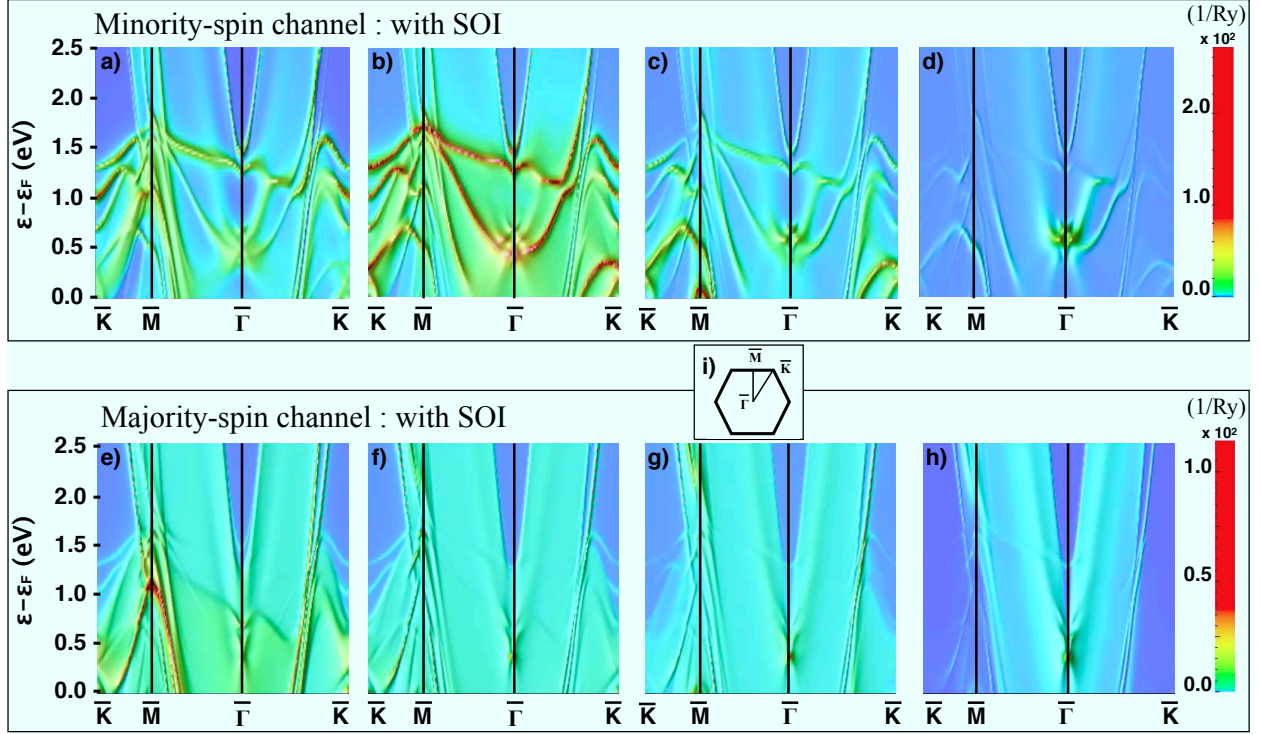 Minority-spin channel : with SOI
(1/Ry)
x 10²
a) b) c) d)
2.5
2.0
1.5
1.0
0.5
0.0
ε−εF (eV)
2.0
1.0
0.0
K̅ M̅ Γ̅ K̅
K̅ M̅ Γ̅ K̅
K̅ M̅ Γ̅ K̅
K̅ M̅ Γ̅ K̅
i)
M̅
K̅
Γ̅
Majority-spin channel : with SOI
(1/Ry)
x 10²
e) f) g) h)
2.5
2.0
1.5
1.0
0.5
0.0
ε−εF (eV)
1.0
0.5
0.0
K̅ M̅ Γ̅ K̅
K̅ M̅ Γ̅ K̅
K̅ M̅ Γ̅ K̅
K̅ M̅ Γ̅ K̅